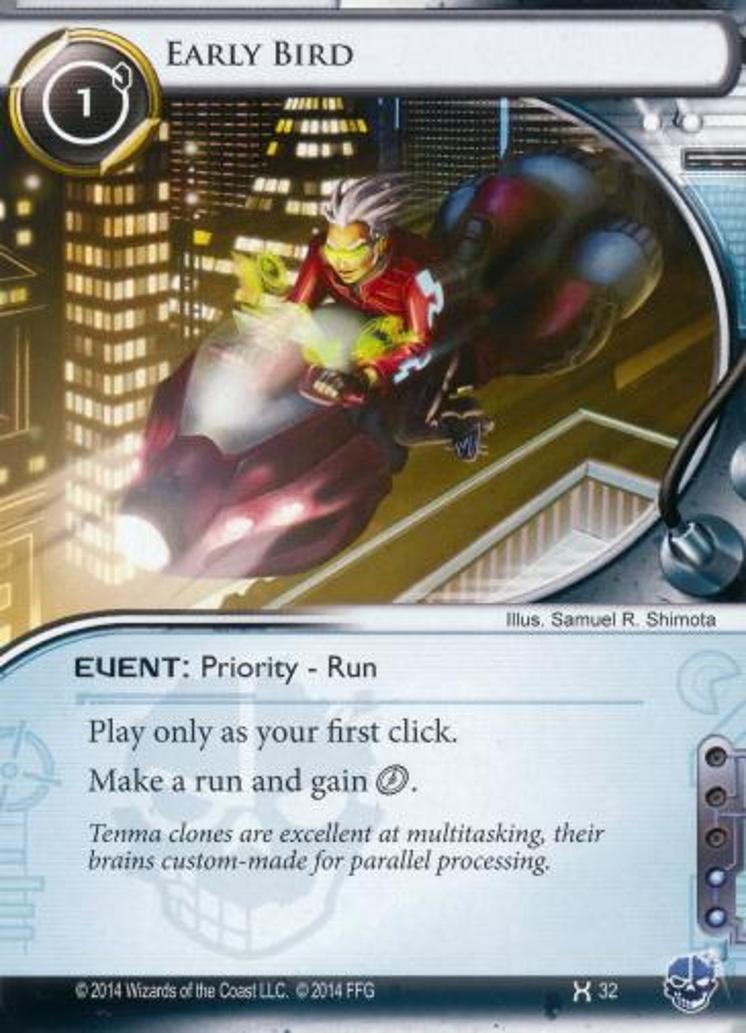 1
EARLY BIRD
Illus. Samuel R. Shimota
EVENT: Priority - Run
Play only as your first click.
Make a run and gain .
Tenma clones are excellent at multitasking, their
brains custom-made for parallel processing.
© 2014 Wizards of the Coast LLC. © 2014 FFG
32